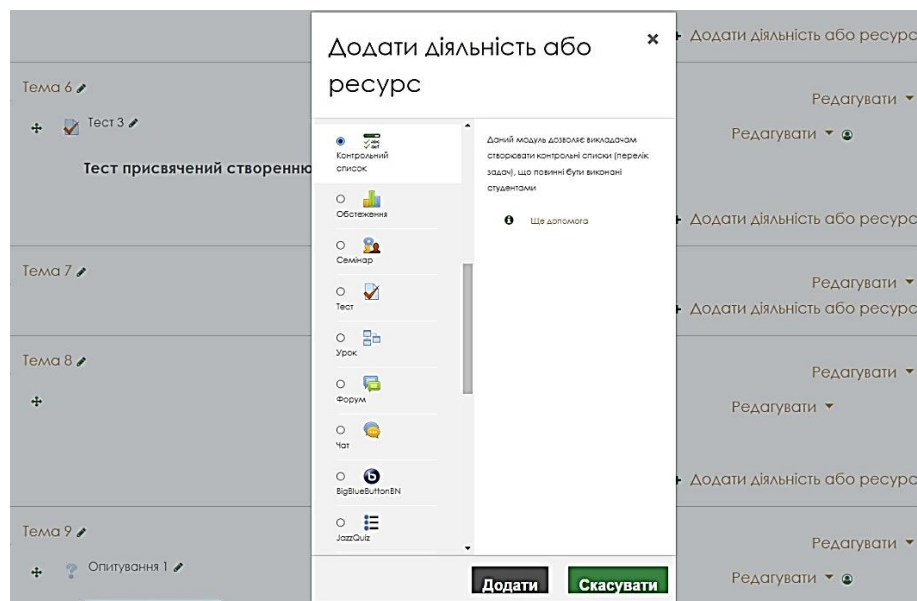 Додати діяльність або ресурс
Тема 6
Редагувати
Тест 3
Редагувати
Тест присвячений створенню
Додати діяльність або ресурс
Тема 7
Редагувати
Додати діяльність або ресурс
Тема 8
Редагувати
Редагувати
Додати діяльність або ресурс
Тема 9
Редагувати
Опитування 1
Редагувати
Додати діяльність або
ресурс
Контрольний
список
Обстеження
Семінар
Тест
Урок
Форум
Чат
BigBlueButtonBN
JazzQuiz
Даний модуль дозволяє викладачам
створювати контрольні списки (перелік
задач), що повинні бути виконані
студентами
Ще допомога
Додати
Скасувати